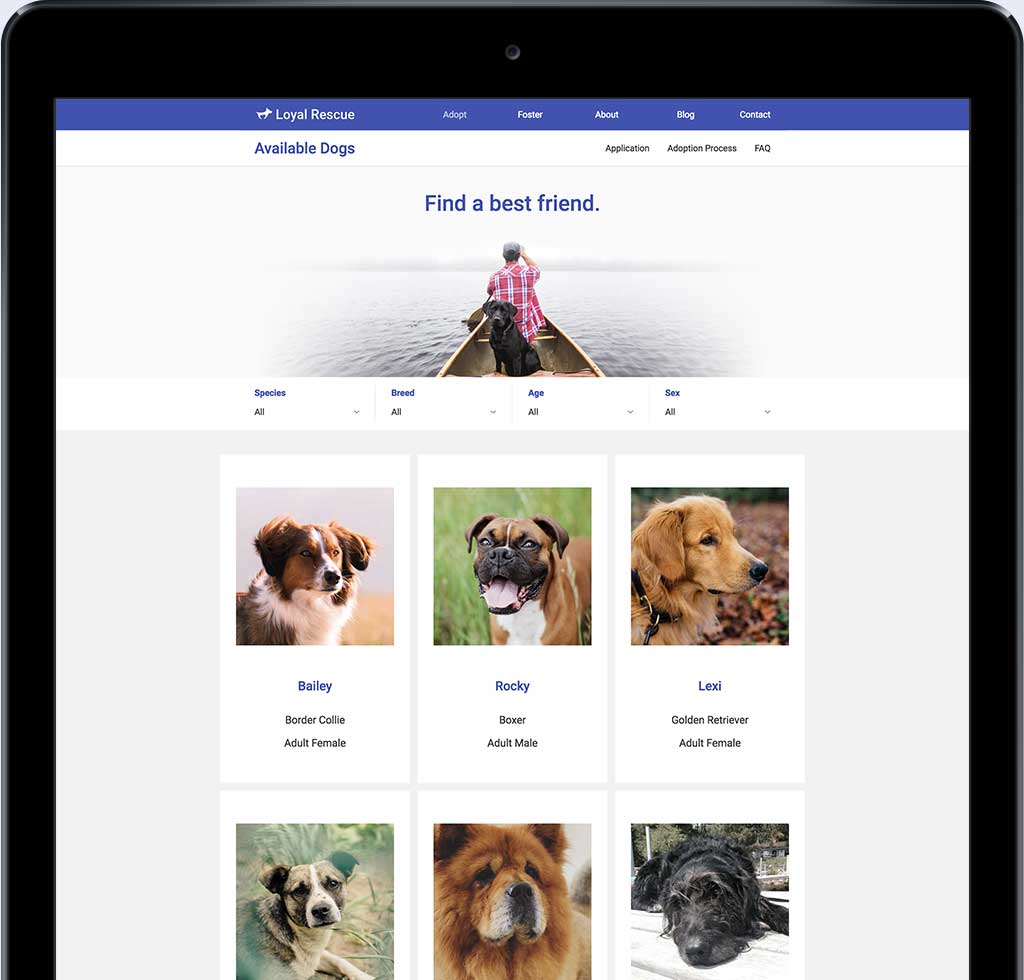 Loyal Rescue Adopt Foster About Blog Contact
Available Dogs Application Adoption Process FAQ
Find a best friend.
Species Breed Age Sex
All All All All
Bailey Rocky Lexi
Border Collie Boxer Golden Retriever
Adult Female Adult Male Adult Female